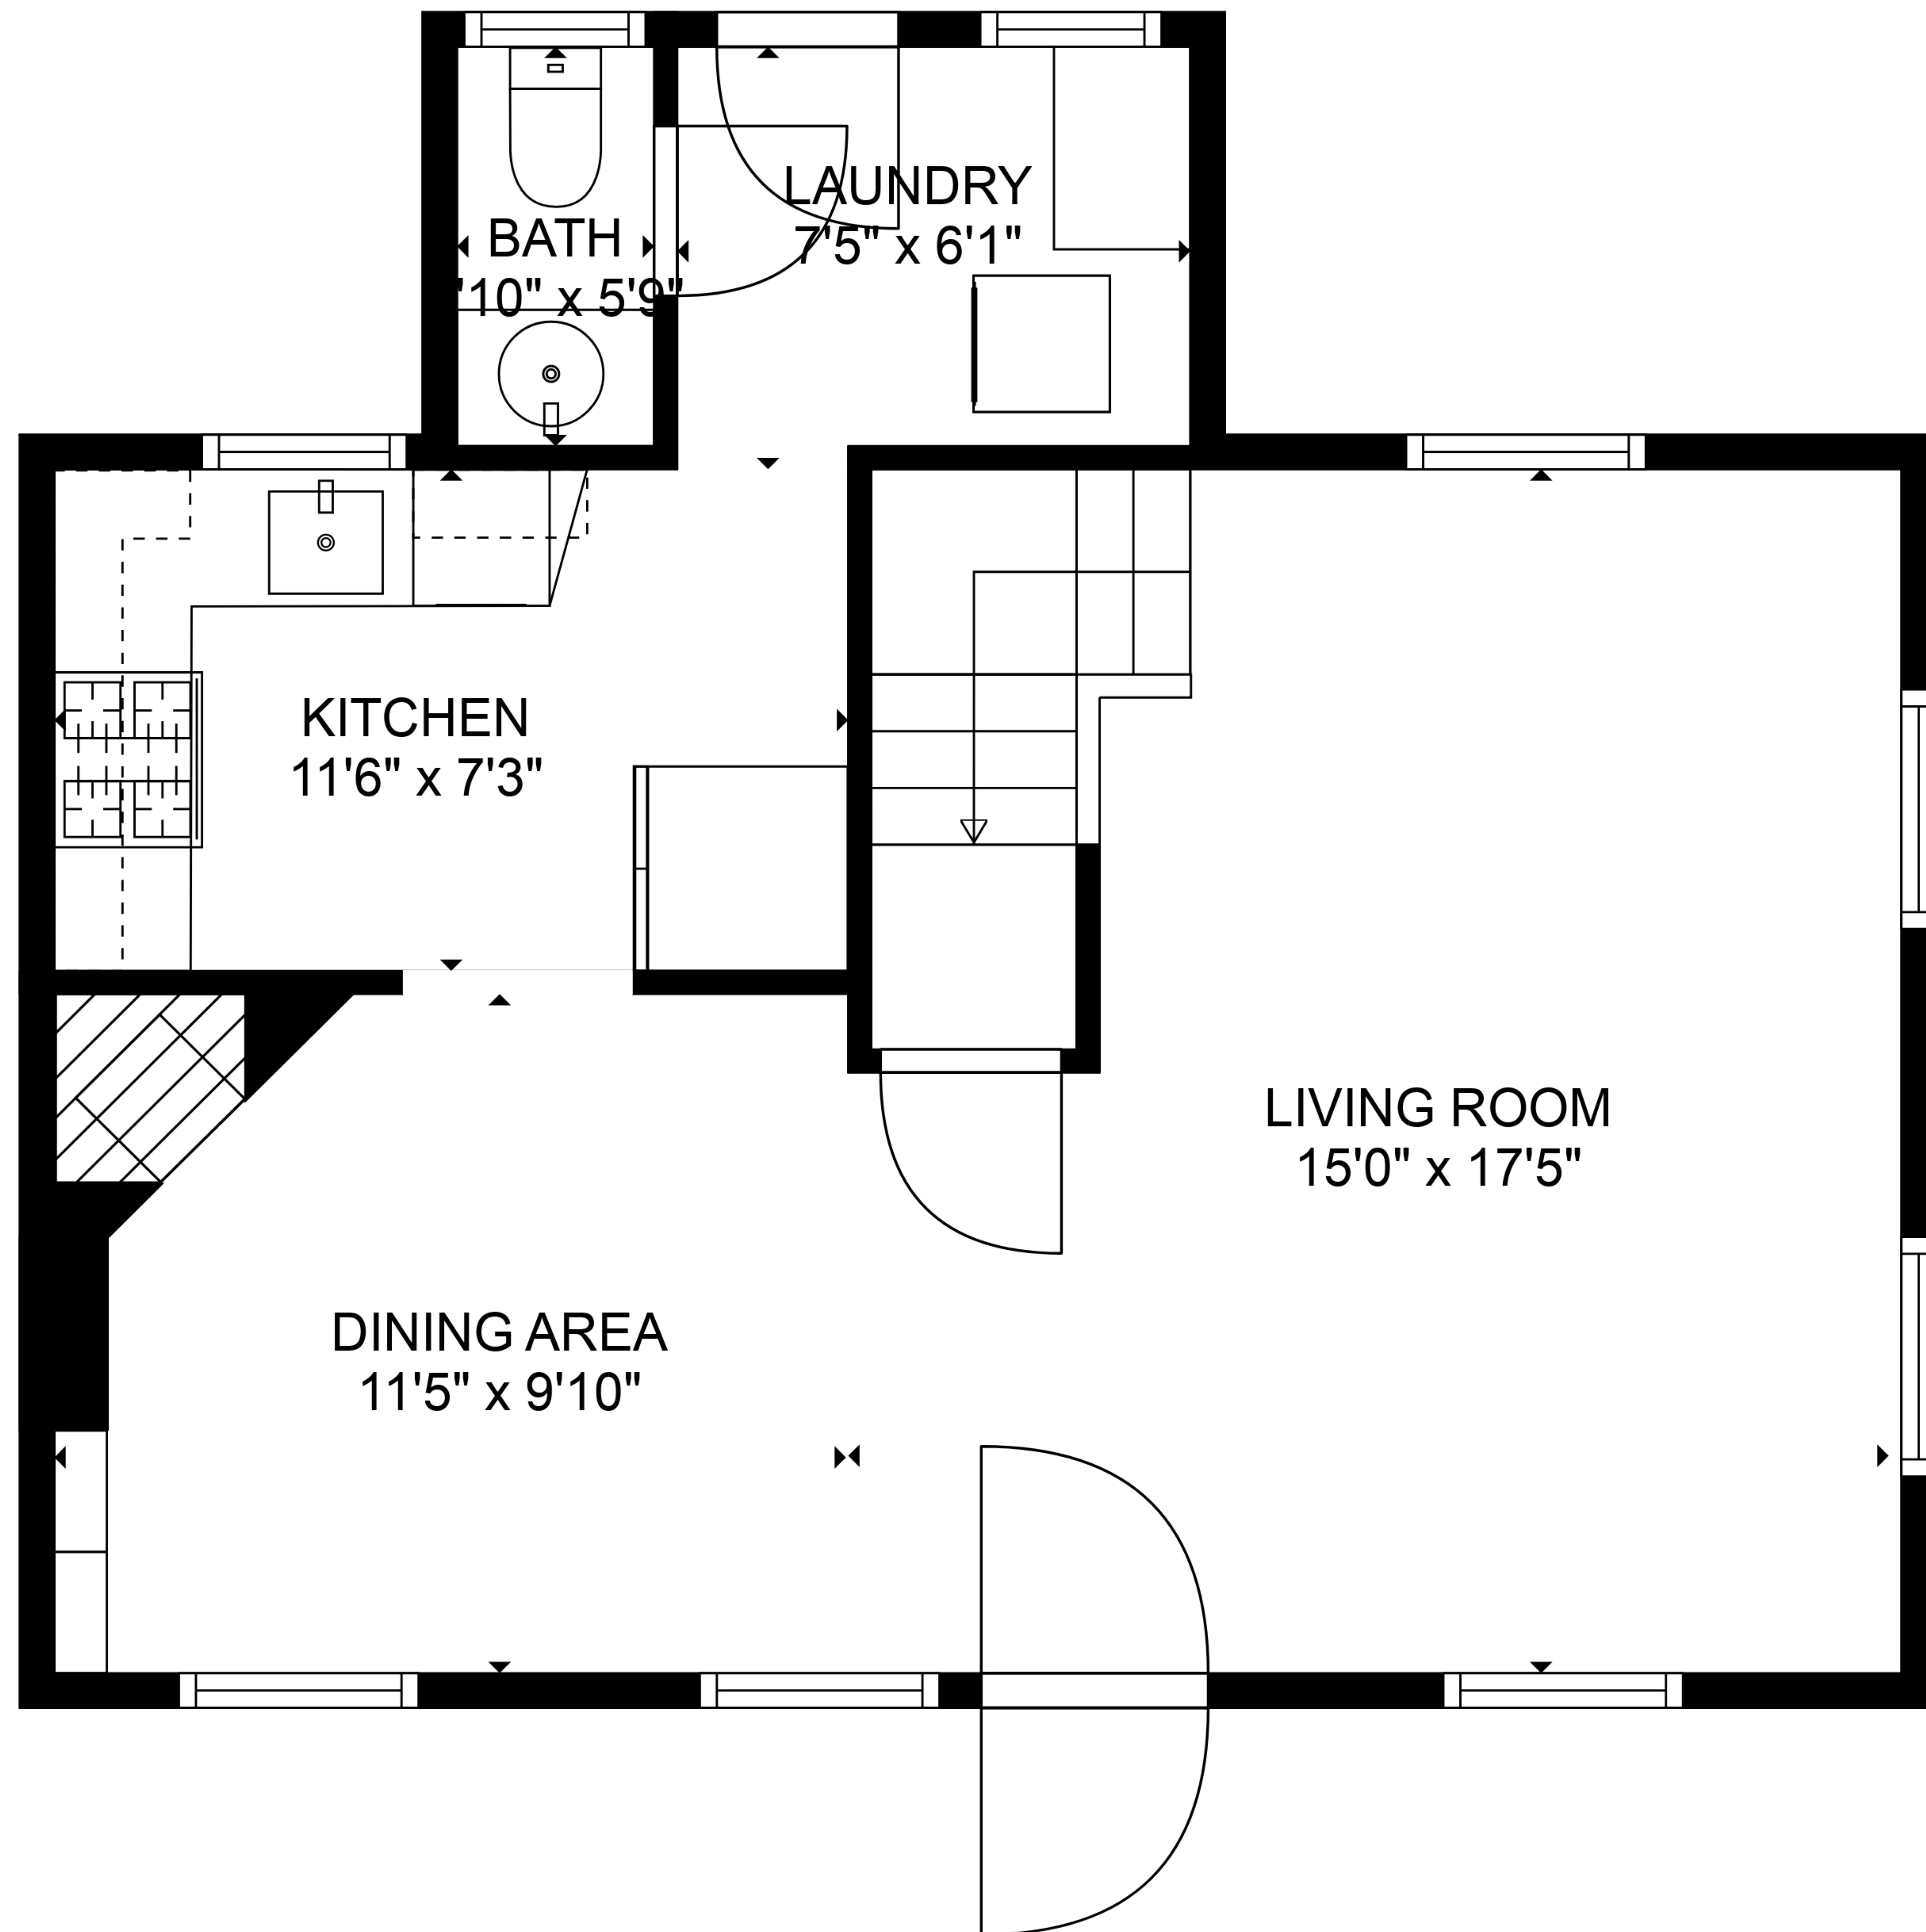 LAUNDRY
7'5" x 6'1"
BATH
'10" x 5'9"
KITCHEN
11'6" x 7'3"
LIVING ROOM
15'0" x 17'5"
DINING AREA
11'5" x 9'10"